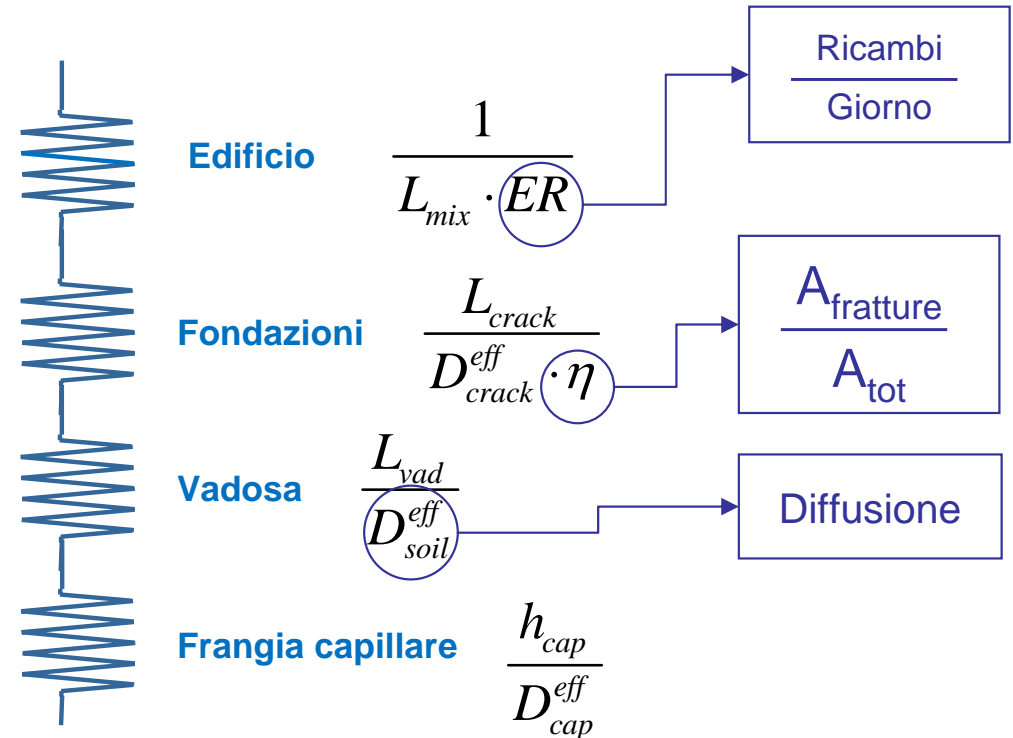 Edificio
1
L_mix · ER
Ricambi
Giorno
Fondazioni
L_crack
D_crack^eff · η
A_fratture
A_tot
Vadosa
L_vad
D_soil^eff
Diffusione
Frangia capillare
h_cap
D_cap^eff